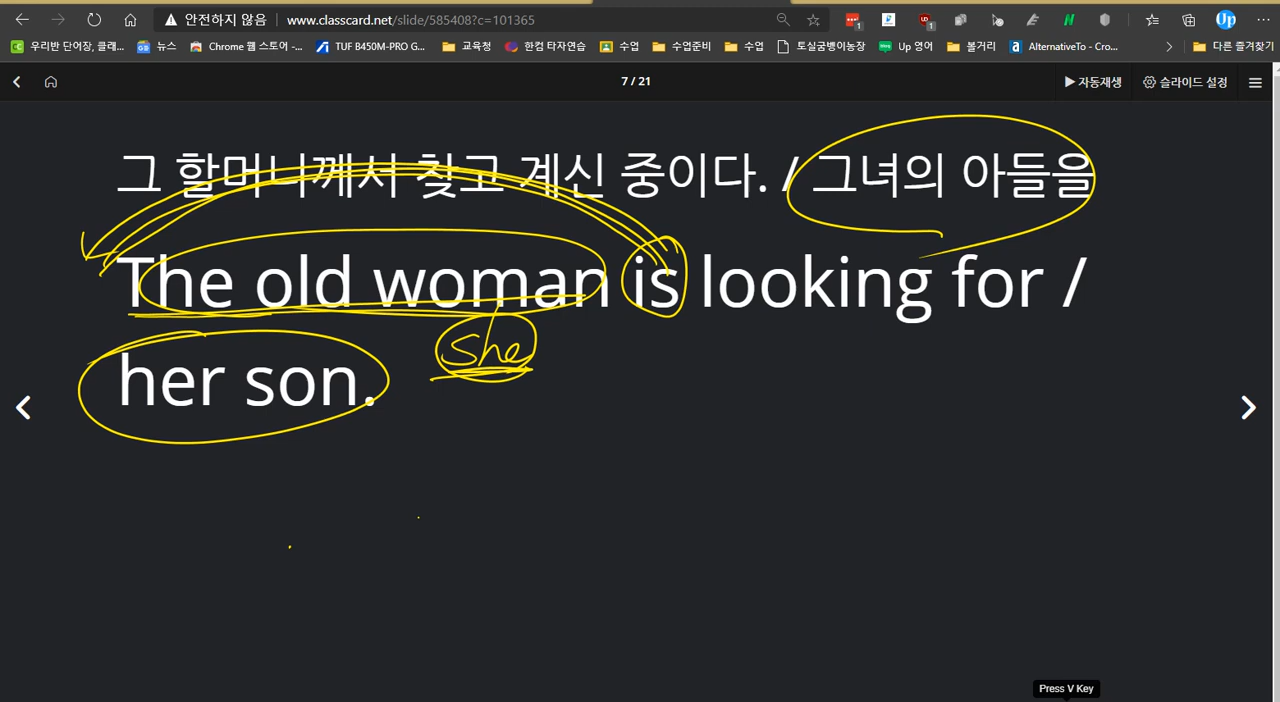 안전하지 않음 www.classcard.net/slide/585408?c=101365
우리반 단어장, 클래... 뉴스 Chrome 웹 스토어 -... TUF B450M-PRO G... 교육청 한컴 타자연습 수업 수업준비 수업 토실굼벵이농장 Up 영어 볼거리 AlternativeTo - Cro... 다른 즐겨찾기
7 / 21 자동재생 슬라이드 설정
그 할머니께서 찾고 계신 중이다. / 그녀의 아들을
The old woman is looking for /
she
her son.
Press V Key